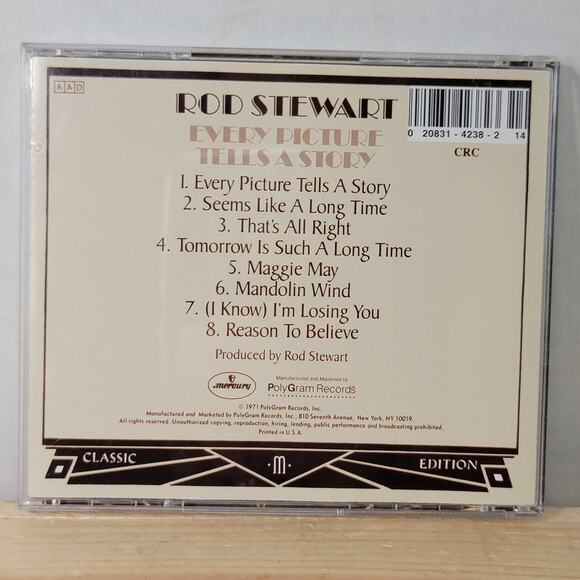 AAD
ROD STEWART
EVERY PICTURE
TELLS A STORY
0 20831 - 4238 - 2 14
CRC
1. Every Picture Tells A Story
2. Seems Like A Long Time
3. That's All Right
4. Tomorrow Is Such A Long Time
5. Maggie May
6. Mandolin Wind
7. (I Know) I'm Losing You
8. Reason To Believe
Produced by Rod Stewart
mercury
Manufactured and Marketed by
PolyGram Records
© 1971 PolyGram Records, Inc.
Manufactured and Marketed by PolyGram Records, Inc., 810 Seventh Avenue, New York, NY 10019.
All rights reserved. Unauthorized copying, reproduction, hiring, lending, public performance and broadcasting prohibited.
Printed in U.S.A.
CLASSIC ·M· EDITION